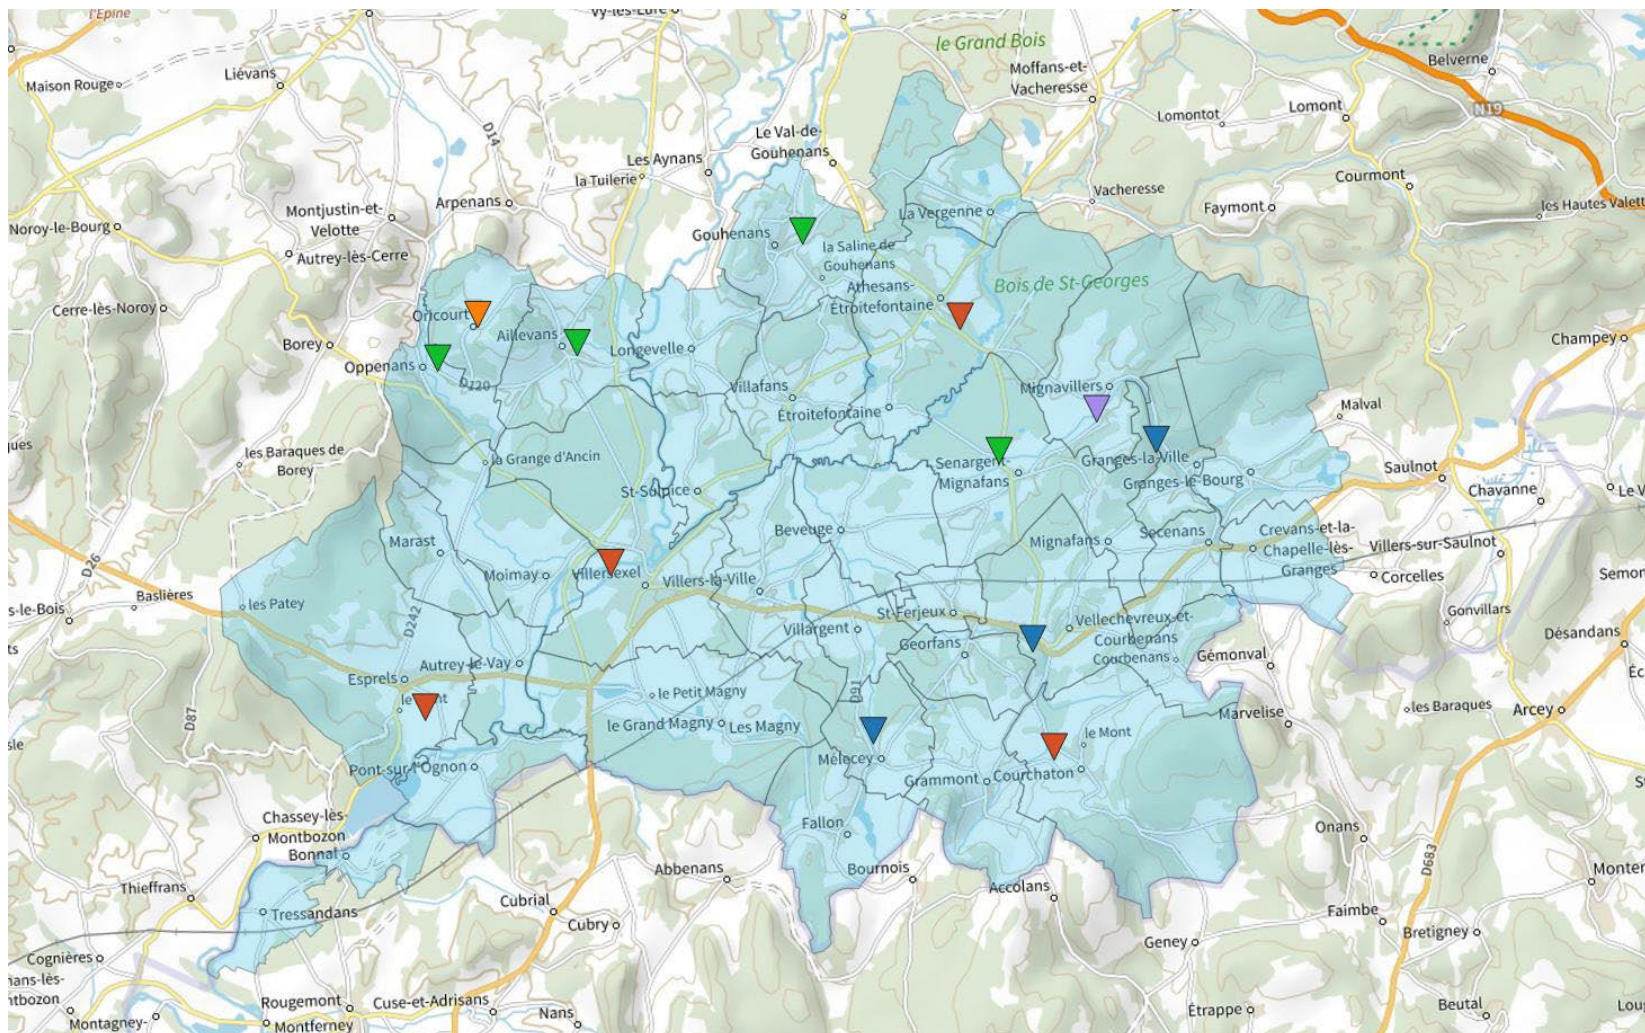 l'Épine
Vy-lès-Lure
le Grand Bois
Belverne
Maison Rouge
Liévans
Moffans-et-
Vacheresse
Lomont
N19
Lomontot
D14
Le Val-de-
Gouhenans
Les Aynans
la Tuilerie
Courmont
Vacheresse
Arpenans
Montjustin-et-
Velotte
La Vergenne
Faymont
les Hautes Valett
Noroy-le-Bourg
Gouhenans
la Saline de
Gouhenans
Autrey-lès-Cerre
Athesans-
Étroitefontaine
Bois de St-Georges
Cerre-lès-Noroy
Oricourt
Aillevans
Longevelle
Borey
Champey
Oppenans
D120
Villafans
Mignavillers
Étroitefontaine
Malval
ques
les Baraques de
Borey
la Grange d'Ancin
Senargent-
Mignafans
Granges-la-Ville
Granges-le-Bourg
Saulnot
Chavanne
Le V
St-Sulpice
Beveuge
Marast
Mignafans
Secenans
Crevans-et-la-
Chapelle-lès-
Granges
Villers-sur-Saulnot
D26
Moimay
Villersexel
Villers-la-Ville
Corcelles
Semon
s-le-Bois
Baslières
les Patey
D242
St-Ferjeux
Vellechevreux-et-
Courbenans
Gonvillars
Villargent
Georfans
Courbenans
Gémonval
Désandans
ts
Autrey-le-Vay
Esprels
Éc
le Petit Magny
D91
D87
le Grand Magny
Les Magny
Marvelise
les Baraques
Arcey
le Mont
sle
Pont-sur-l'Ognon
Mélecey
Grammont
Courchaton
Chassey-lès-
Montbozon
Bonnal
Fallon
Onans
D683
Thieffrans
Abbenans
Bournois
Accolans
Monter
Cubrial
Tressandans
Faimbe
Cubry
Bretigney
Geney
Cognières
nans-lès-
ntbozon
Rougemont
Cuse-et-Adrisans
Nans
Étrappe
Beutal
Lou
Montagney-
Montferney